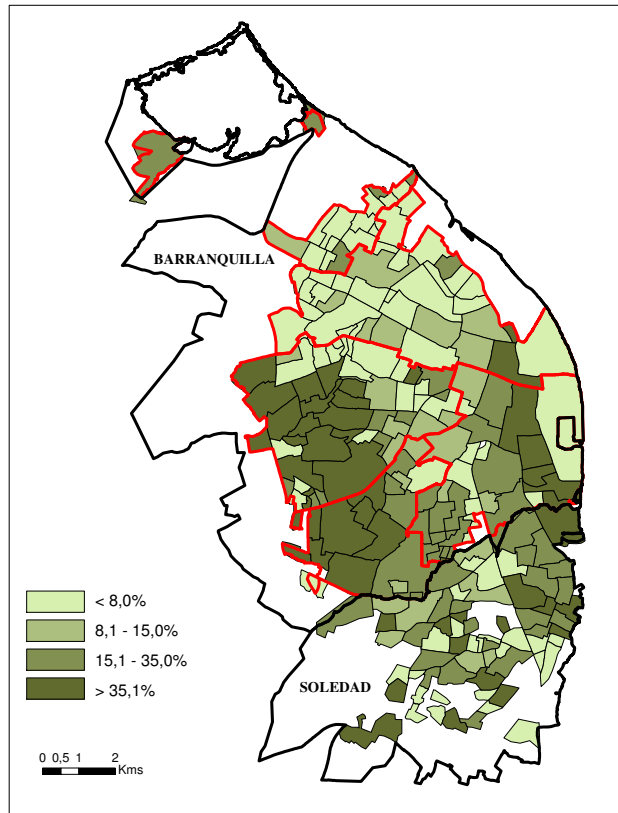 BARRANQUILLA
< 8,0%
8,1 - 15,0%
15,1 - 35,0%
> 35,1%
SOLEDAD
0 0,5 1 2
Kms